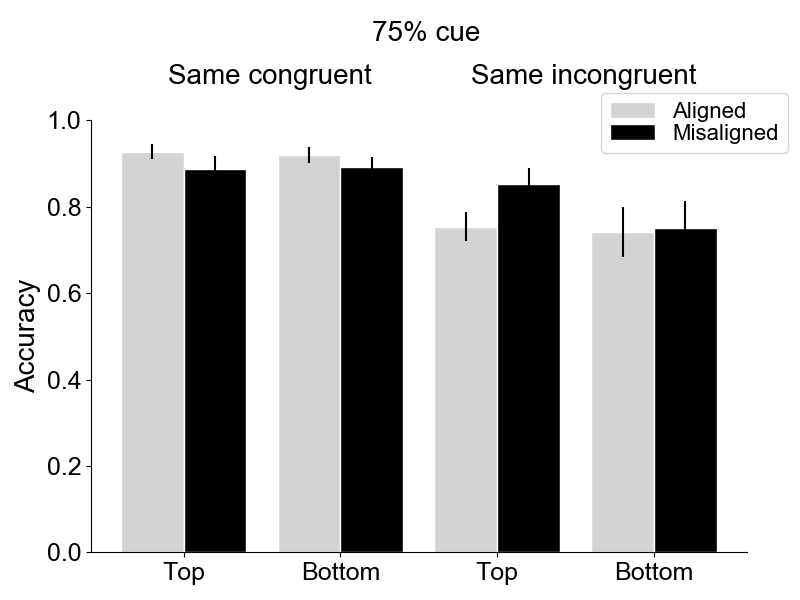 75% cue
Same congruent
Same incongruent
Aligned
Misaligned
Accuracy
1.0
0.8
0.6
0.4
0.2
0.0
Top
Bottom
Top
Bottom